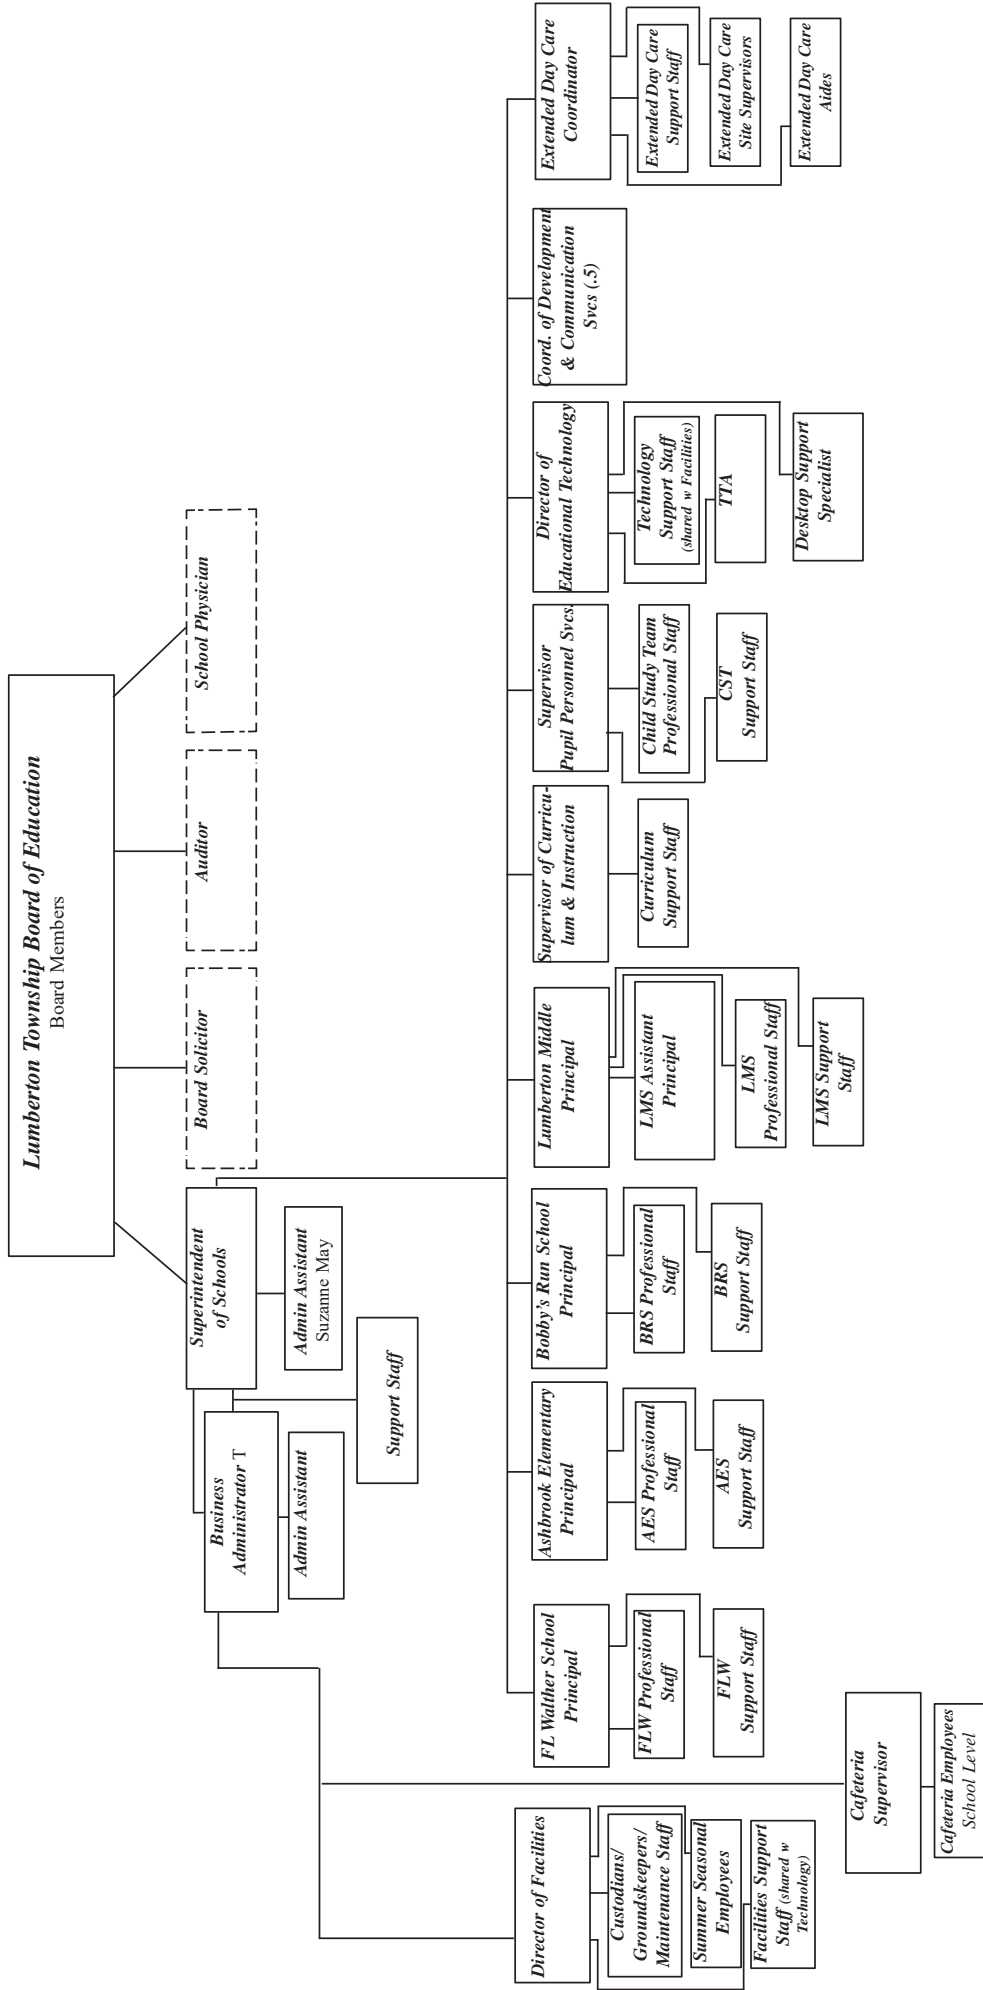 Lumberton Township Board of Education
Board Members
Superintendent
of Schools
Board Solicitor
Auditor
School Physician
Business
Administrator T
Admin Assistant
Suzanne May
Admin Assistant
Support Staff
Director of Facilities
Custodians/
Groundskeepers/
Maintenance Staff
Summer Seasonal
Employees
Facilities Support
Staff (shared w
Technology)
Cafeteria
Supervisor
Cafeteria Employees
School Level
FL Walther School
Principal
FLW Professional
Staff
FLW
Support Staff
Ashbrook Elementary
Principal
AES Professional
Staff
AES
Support Staff
Bobby's Run School
Principal
BRS Professional
Staff
BRS
Support Staff
Lumberton Middle
Principal
LMS Assistant
Principal
LMS
Professional Staff
LMS Support
Staff
Supervisor of Curricu-
lum & Instruction
Curriculum
Support Staff
Supervisor
Pupil Personnel Svcs.
Child Study Team
Professional Staff
CST
Support Staff
Director of
Educational Technology
Technology
Support Staff
(shared w Facilities)
TTA
Desktop Support
Specialist
Coord. of Development
& Communication
Svcs (.5)
Extended Day Care
Coordinator
Extended Day Care
Support Staff
Extended Day Care
Site Supervisors
Extended Day Care
Aides